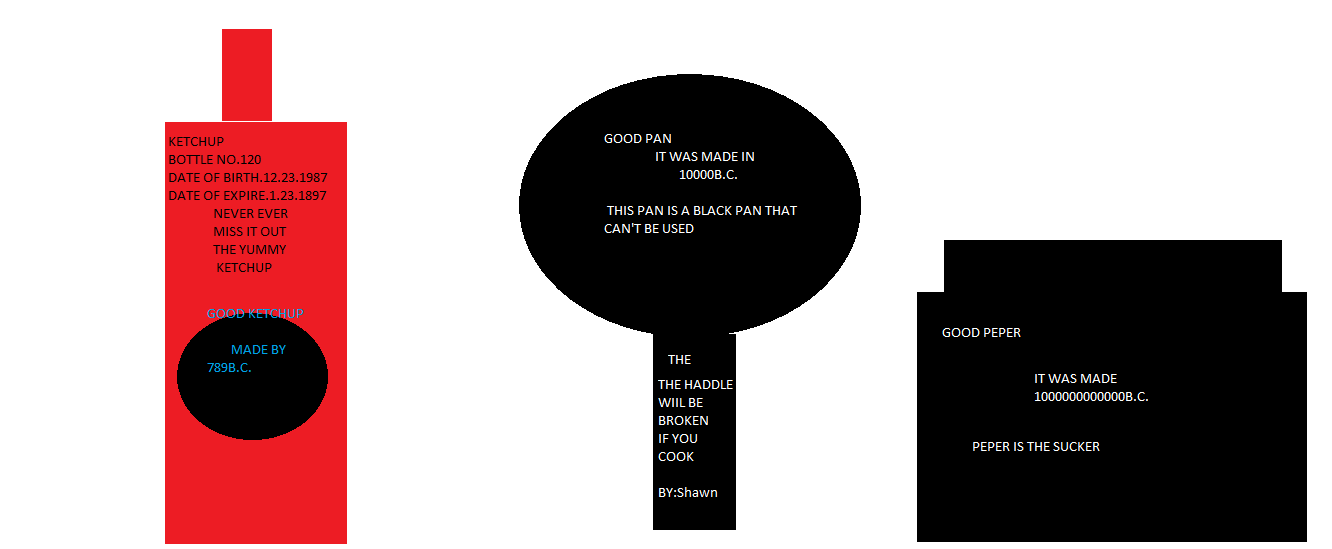 KETCHUP
BOTTLE NO.120
DATE OF BIRTH.12.23.1987
DATE OF EXPIRE.1.23.1897
NEVER EVER
MISS IT OUT
THE YUMMY
KETCHUP
GOOD KETCHUP
MADE BY
789B.C.
GOOD PAN
IT WAS MADE IN
10000B.C.
THIS PAN IS A BLACK PAN THAT
CAN'T BE USED
THE
THE HADDLE
WIIL BE
BROKEN
IF YOU
COOK
BY:Shawn
GOOD PEPER
IT WAS MADE
1000000000000B.C.
PEPER IS THE SUCKER